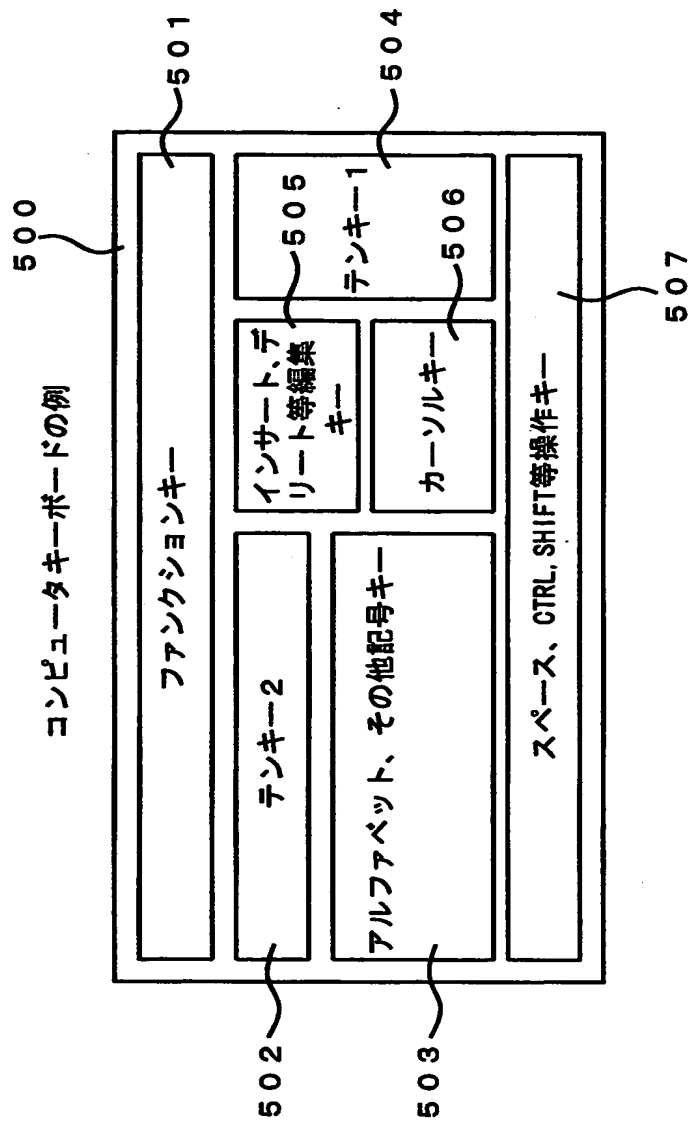 コンピュータキーボードの例
500
501
ファンクションキー
502
テンキー2
インサート、デ
リート等編集
キー
505
テンキー1
504
503
アルファベット、その他記号キー
カーソルキー
506
スペース、CTRL,SHIFT等操作キー
507